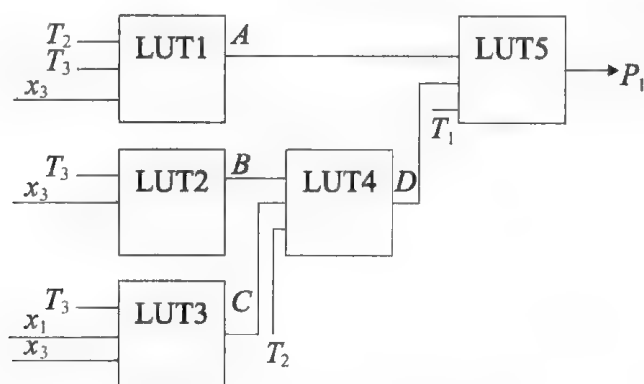 T₂
T₃
x₃
LUT1
A
LUT5
P₁
T₁
T₃
x₃
LUT2
B
LUT4
D
T₃
x₁
x₃
LUT3
C
T₂